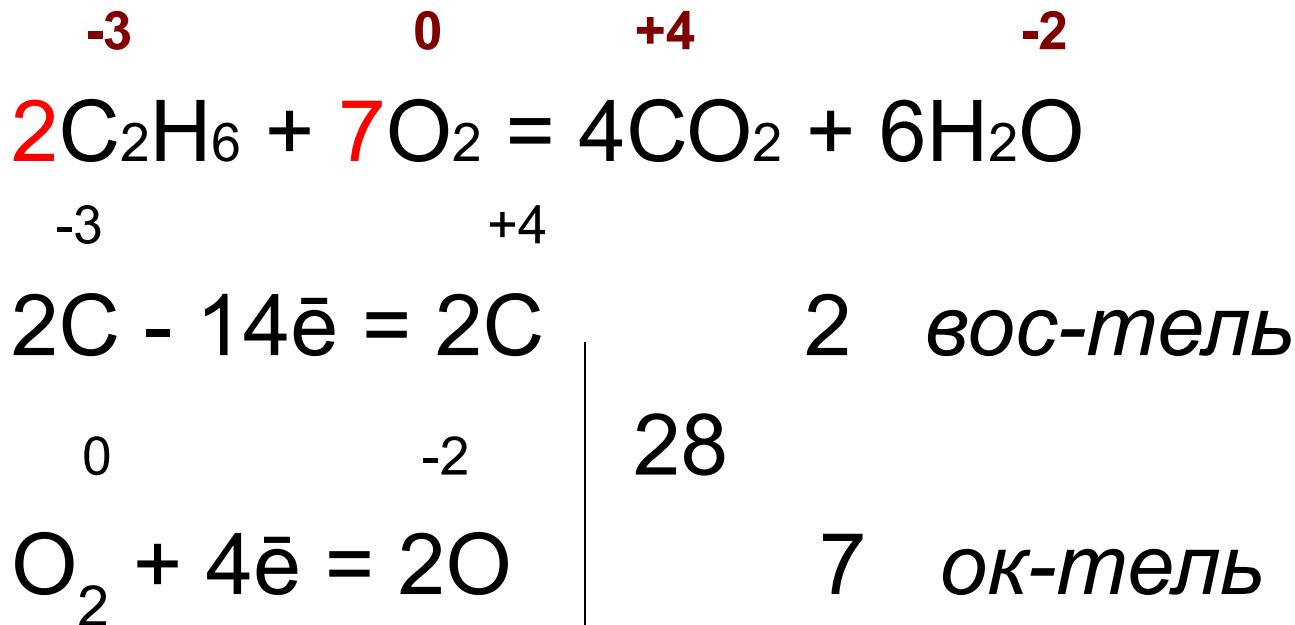 -3 0 +4 -2
2C2H6 + 7O2 = 4CO2 + 6H2O
-3 +4
2C - 14ē = 2C 2 вос-тель
28
0 -2
O2 + 4ē = 2O 7 ок-тель